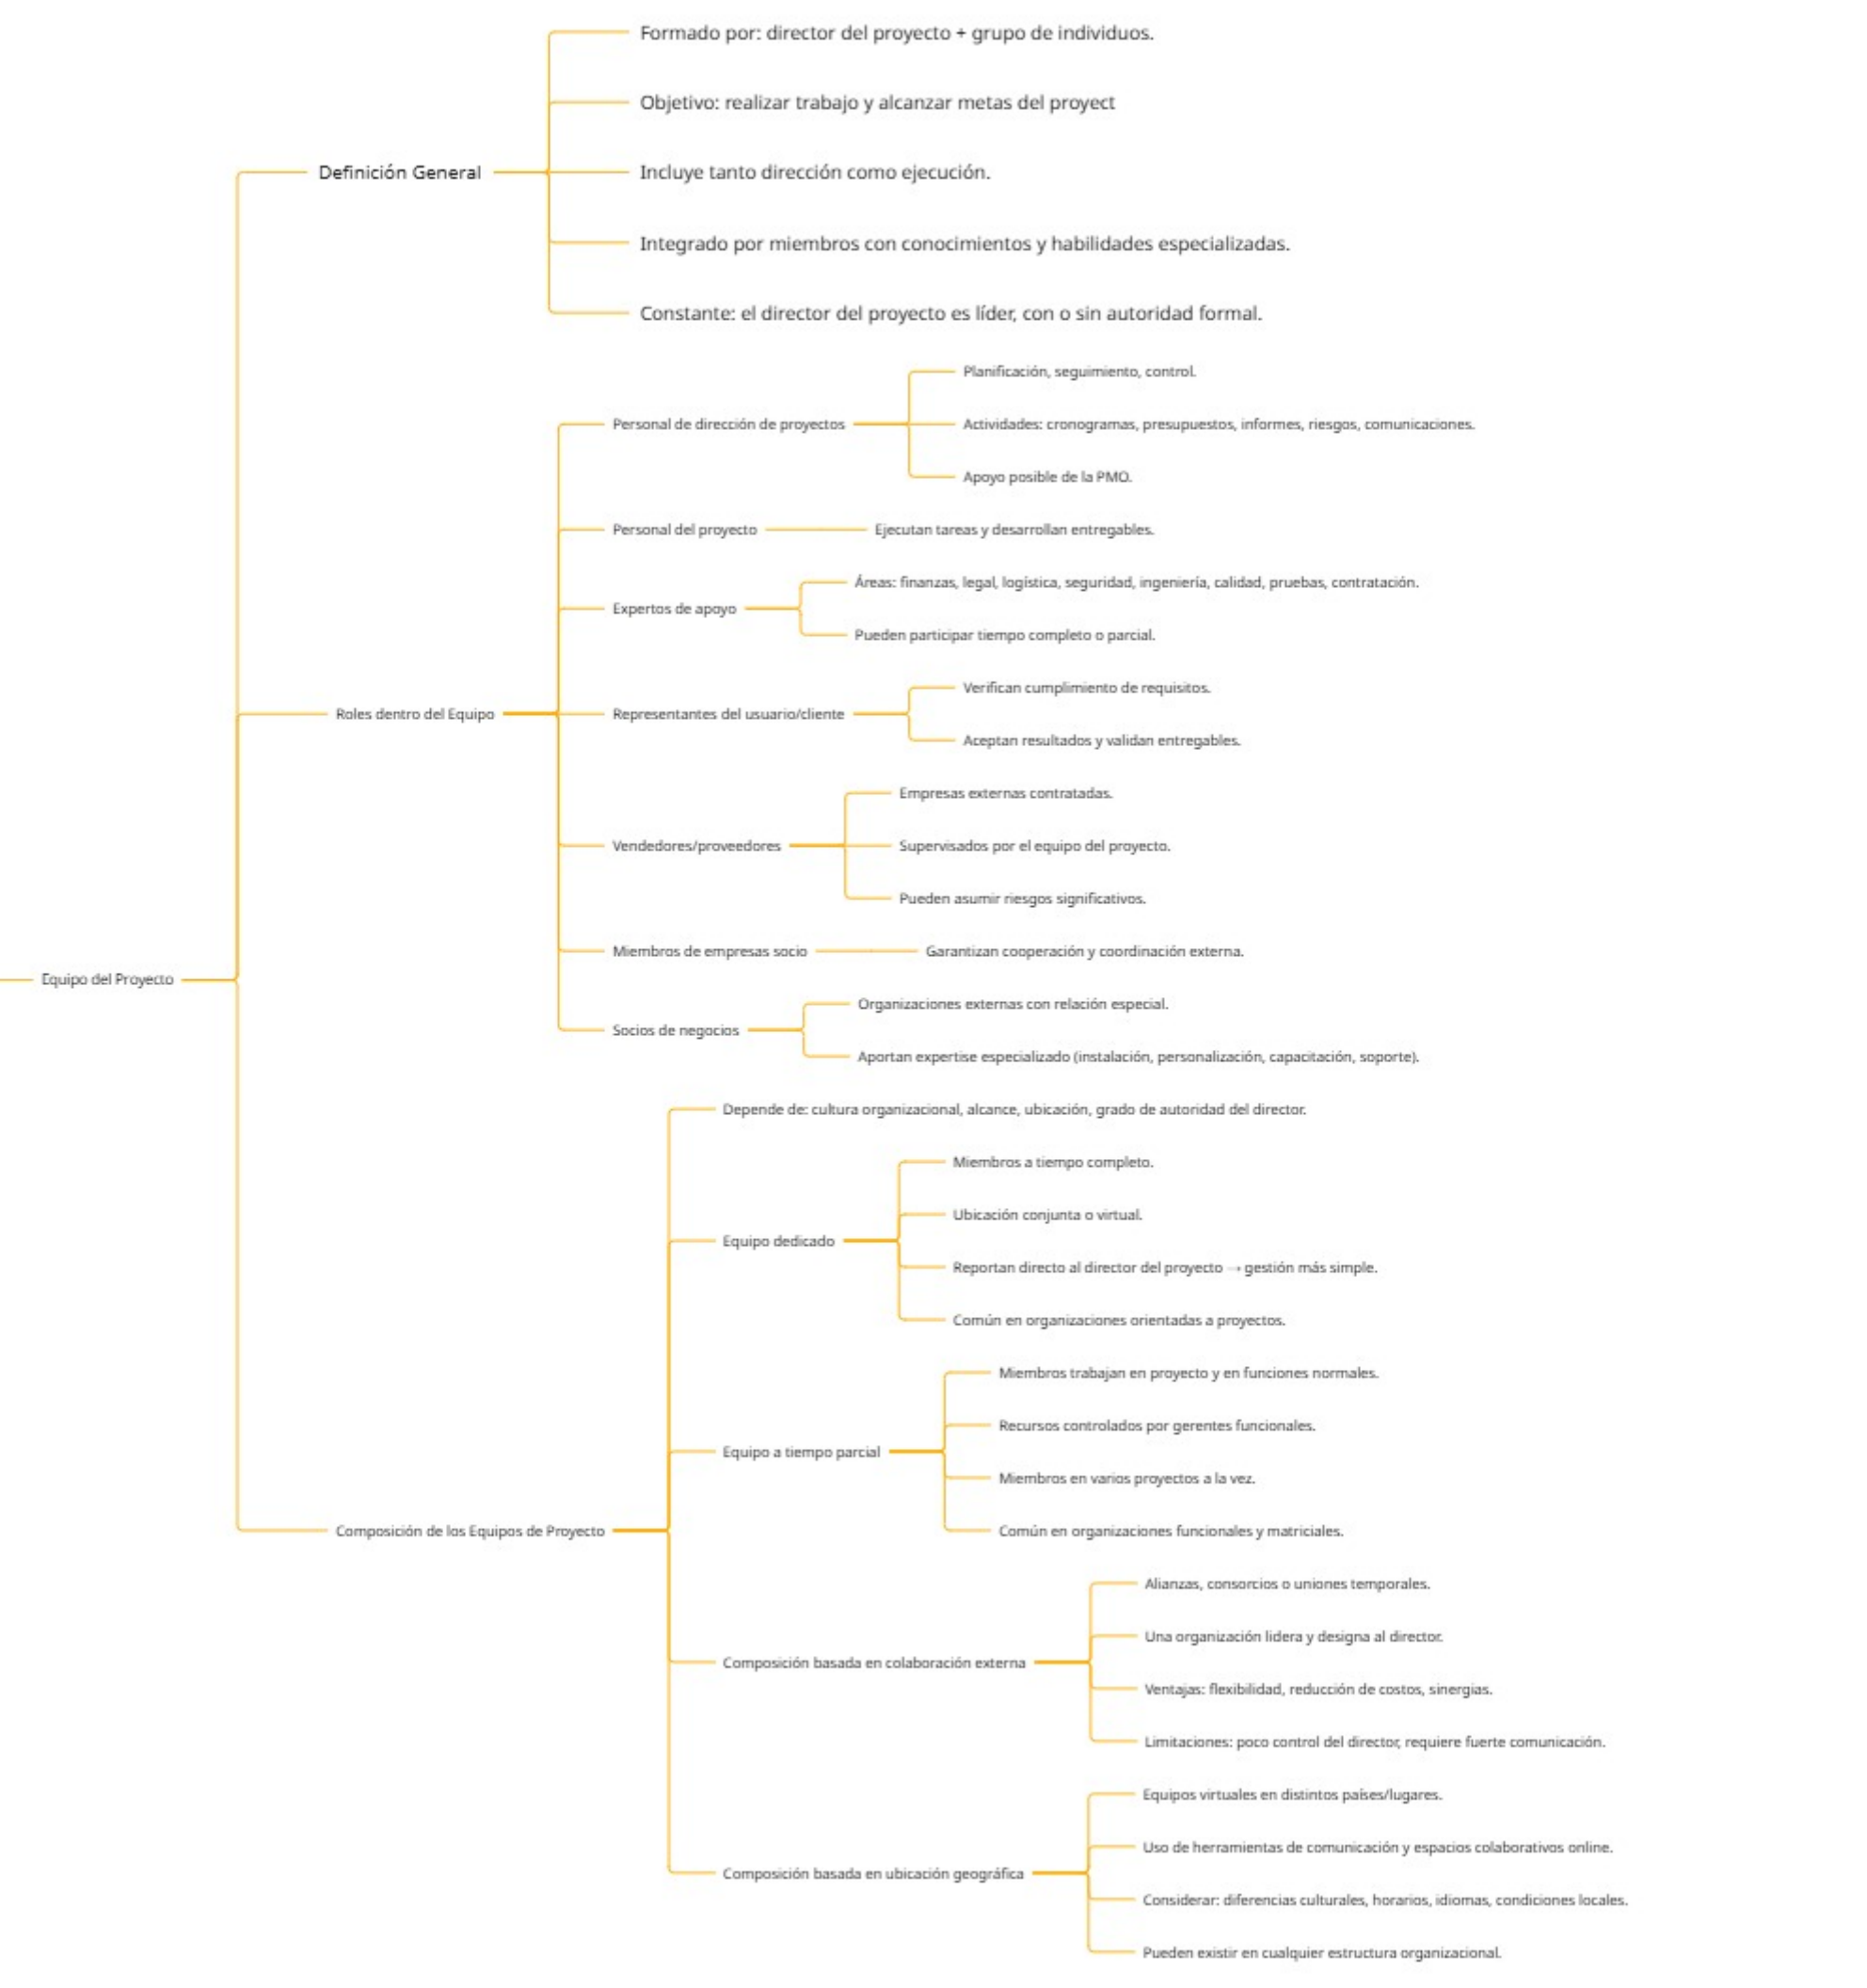 Formado por: director del proyecto + grupo de individuos.
Objetivo: realizar trabajo y alcanzar metas del proyect
Definición General
Incluye tanto dirección como ejecución.
Integrado por miembros con conocimientos y habilidades especializadas.
Constante: el director del proyecto es líder, con o sin autoridad formal.
Planificación, seguimiento, control.
Personal de dirección de proyectos
Actividades: cronogramas, presupuestos, informes, riesgos, comunicaciones.
Apoyo posible de la PMO.
Personal del proyecto
Ejecutan tareas y desarrollan entregables.
Áreas: finanzas, legal, logística, seguridad, ingeniería, calidad, pruebas, contratación.
Expertos de apoyo
Pueden participar tiempo completo o parcial.
Verifican cumplimiento de requisitos.
Roles dentro del Equipo
Representantes del usuario/cliente
Aceptan resultados y validan entregables.
Empresas externas contratadas.
Vendedores/proveedores
Supervisados por el equipo del proyecto.
Pueden asumir riesgos significativos.
Miembros de empresas socio
Garantizan cooperación y coordinación externa.
Equipo del Proyecto
Organizaciones externas con relación especial.
Socios de negocios
Aportan expertise especializado (instalación, personalización, capacitación, soporte).
Depende de: cultura organizacional, alcance, ubicación, grado de autoridad del director.
Miembros a tiempo completo.
Ubicación conjunta o virtual.
Equipo dedicado
Reportan directo al director del proyecto → gestión más simple.
Común en organizaciones orientadas a proyectos.
Miembros trabajan en proyecto y en funciones normales.
Recursos controlados por gerentes funcionales.
Equipo a tiempo parcial
Miembros en varios proyectos a la vez.
Común en organizaciones funcionales y matriciales.
Composición de los Equipos de Proyecto
Alianzas, consorcios o uniones temporales.
Una organización lidera y designa al director.
Composición basada en colaboración externa
Ventajas: flexibilidad, reducción de costos, sinergias.
Limitaciones: poco control del director, requiere fuerte comunicación.
Equipos virtuales en distintos países/lugares.
Uso de herramientas de comunicación y espacios colaborativos online.
Composición basada en ubicación geográfica
Considerar: diferencias culturales, horarios, idiomas, condiciones locales.
Pueden existir en cualquier estructura organizacional.